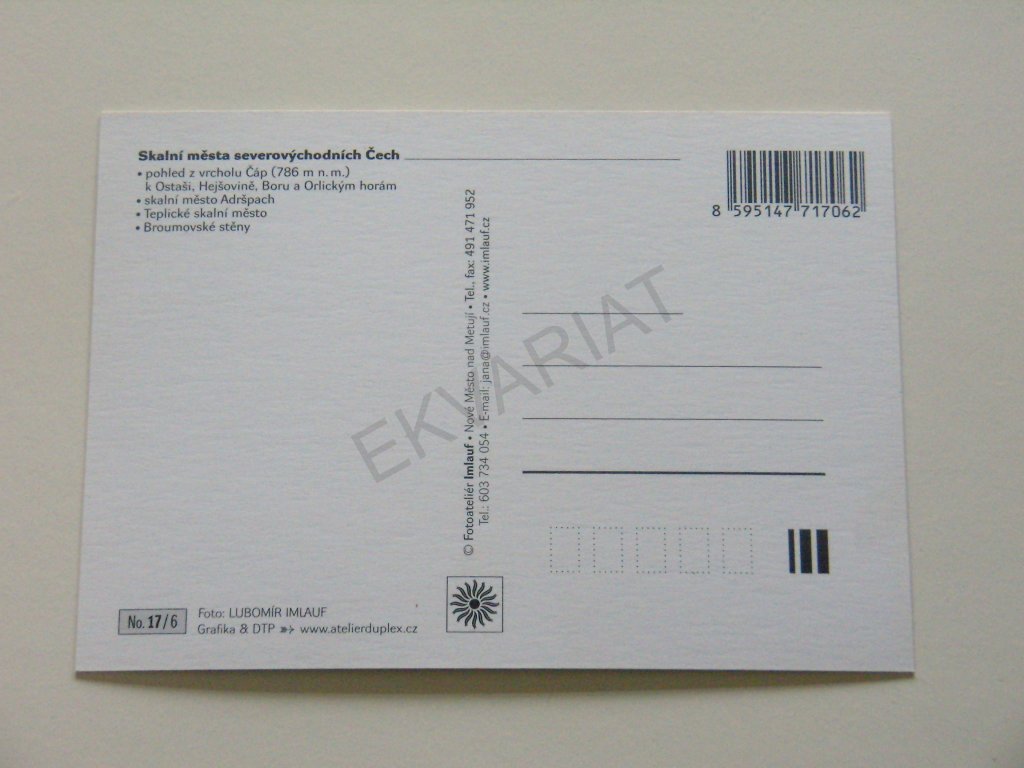 Skalní města severovýchodních Čech
• pohled z vrcholu Čáp (786 m n. m.)
k Ostaši, Hejšovině, Boru a Orlickým horám
• skalní město Adršpach
• Teplické skalní město
• Broumovské stěny
8 595147 717062
© Fotoateliér Imlauf • Nové Město nad Metují • Tel., fax: 491 471 952
Tel.: 603 734 054 • E-mail: jana@imlauf.cz • www.imlauf.cz
EKVARIAT
No. 17/6
Foto: LUBOMÍR IMLAUF
Grafika & DTP ➳ www.atelierduplex.cz